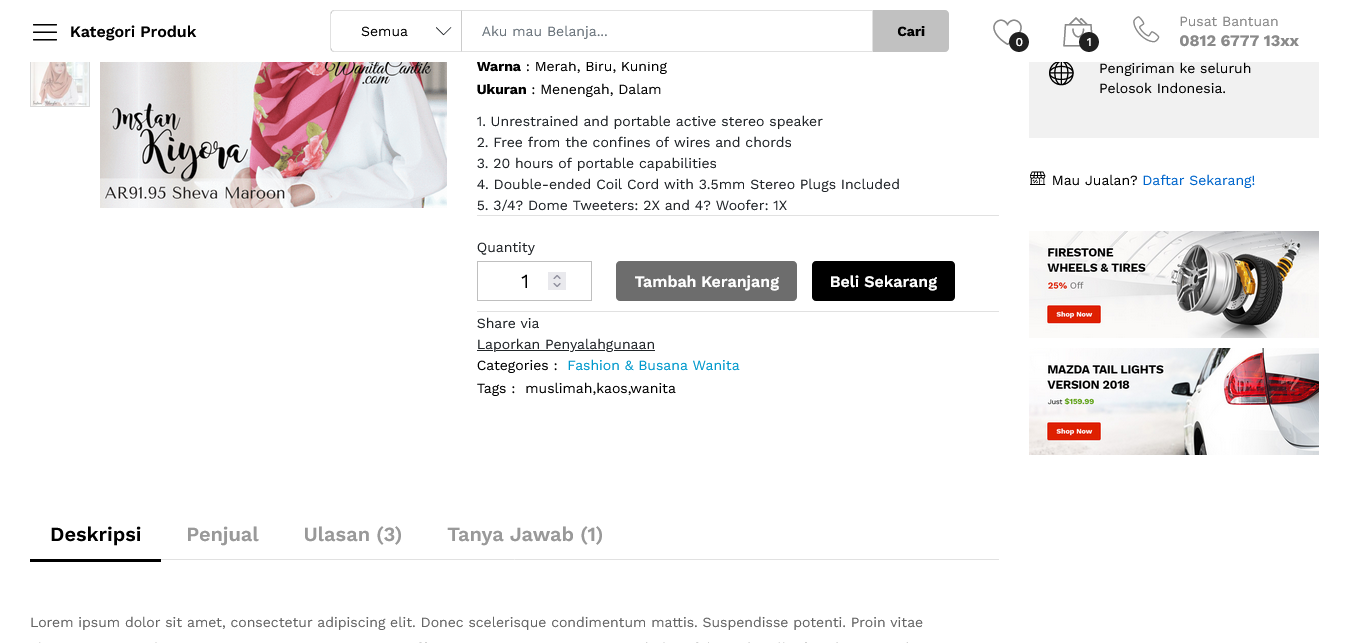 Kategori Produk
Semua
Aku mau Belanja...
Cari
0
1
Pusat Bantuan
0812 6777 13xx
WanitaCantik
.com
Instan
Kiyora
AR91.95 Sheva Maroon
Warna : Merah, Biru, Kuning
Ukuran : Menengah, Dalam
1. Unrestrained and portable active stereo speaker
2. Free from the confines of wires and chords
3. 20 hours of portable capabilities
4. Double-ended Coil Cord with 3.5mm Stereo Plugs Included
5. 3/4? Dome Tweeters: 2X and 4? Woofer: 1X
Quantity
1
Tambah Keranjang
Beli Sekarang
Share via
Laporkan Penyalahgunaan
Categories : Fashion & Busana Wanita
Tags : muslimah,kaos,wanita
Pengiriman ke seluruh
Pelosok Indonesia.
Mau Jualan? Daftar Sekarang!
FIRESTONE
WHEELS & TIRES
25% Off
Shop Now
MAZDA TAIL LIGHTS
VERSION 2018
Just $159.99
Shop Now
Deskripsi
Penjual
Ulasan (3)
Tanya Jawab (1)
Lorem ipsum dolor sit amet, consectetur adipiscing elit. Donec scelerisque condimentum mattis. Suspendisse potenti. Proin vitae